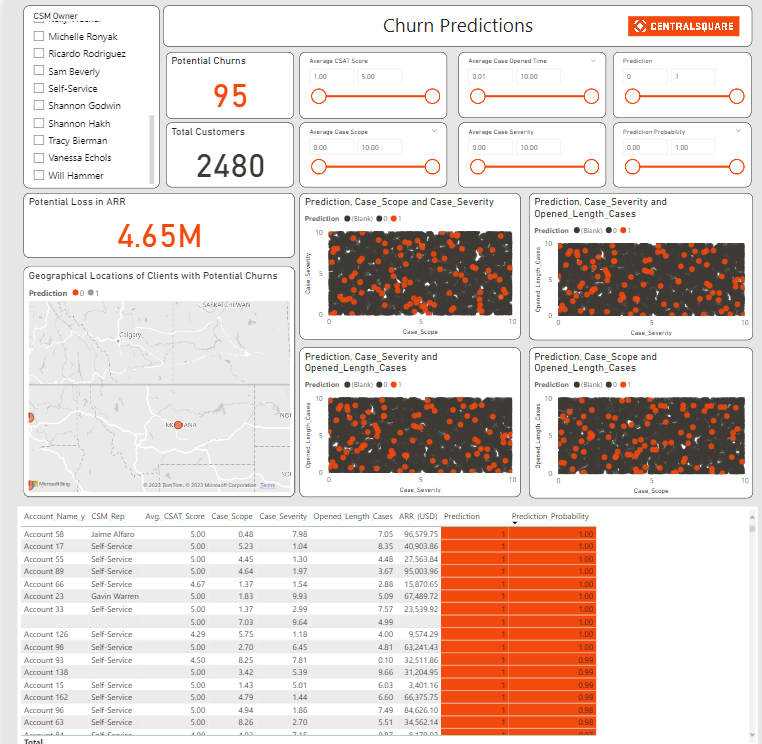 CSM Owner
Michelle Ronyak
Ricardo Rodriguez
Sam Beverly
Self-Service
Shannon Godwin
Shannon Hakh
Tracy Bierman
Vanessa Echols
Will Hammer
Churn Predictions
CENTRALSQUARE
Potential Churns
95
Average CSAT Score
1.00 5.00
Average Case Opened Time
0.01 10.00
Prediction
0 1
Total Customers
2480
Average Case Scope
0.00 10.00
Average Case Severity
0.00 10.00
Prediction Probability
0.00 1.00
Potential Loss in ARR
4.65M
Geographical Locations of Clients with Potential Churns
Prediction 0 1
SASKATCHEWAN
Calgary
MONTANA
Microsoft Bing
© 2023 TomTom, © 2023 Microsoft Corporation Terms
Prediction, Case_Scope and Case_Severity
Prediction (Blank) 0 1
Case_Severity
10
5
0
0 5 10
Case_Scope
Prediction, Case_Severity and
Opened_Length_Cases
Prediction (Blank) 0 1
Opened_Length_Cases
10
5
0
0 5 10
Case_Severity
Prediction, Case_Severity and
Opened_Length_Cases
Prediction (Blank) 0 1
Opened_Length_Cases
10
5
0
0 5 10
Case_Severity
Prediction, Case_Scope and
Opened_Length_Cases
Prediction (Blank) 0 1
Opened_Length_Cases
10
5
0
0 5 10
Case_Scope
Account_Name_y CSM_Rep Avg._CSAT_Score Case_Scope Case_Severity Opened_Length_Cases ARR_(USD) Prediction Prediction_Probability
Account 58 Jaime Alfaro 5.00 0.48 7.98 7.05 96,579.75 1 1.00
Account 17 Self-Service 5.00 5.23 1.04 8.35 40,903.86 1 1.00
Account 55 Self-Service 5.00 4.45 1.30 4.48 27,563.84 1 1.00
Account 89 Self-Service 5.00 4.64 1.97 3.67 95,003.96 1 1.00
Account 66 Self-Service 4.67 1.37 1.54 2.88 15,870.65 1 1.00
Account 23 Gavin Warren 5.00 1.83 9.93 5.09 67,489.72 1 1.00
Account 33 Self-Service 5.00 1.37 2.99 7.57 23,539.92 1 1.00
5.00 7.03 9.64 4.99 1 1.00
Account 126 Self-Service 4.29 5.75 1.18 4.00 9,574.29 1 1.00
Account 98 Self-Service 5.00 2.70 6.45 4.81 63,241.43 1 1.00
Account 93 Self-Service 4.50 8.25 7.81 0.10 32,511.86 1 0.99
Account 138 5.00 3.42 5.39 9.66 31,204.95 1 0.99
Account 15 Self-Service 5.00 1.43 5.01 6.03 3,401.16 1 0.99
Account 162 Self-Service 5.00 4.79 1.44 6.60 66,375.75 1 0.99
Account 96 Self-Service 5.00 4.94 1.86 7.49 84,626.10 1 0.98
Account 63 Self-Service 5.00 8.26 2.70 5.51 34,562.14 1 0.98
Total